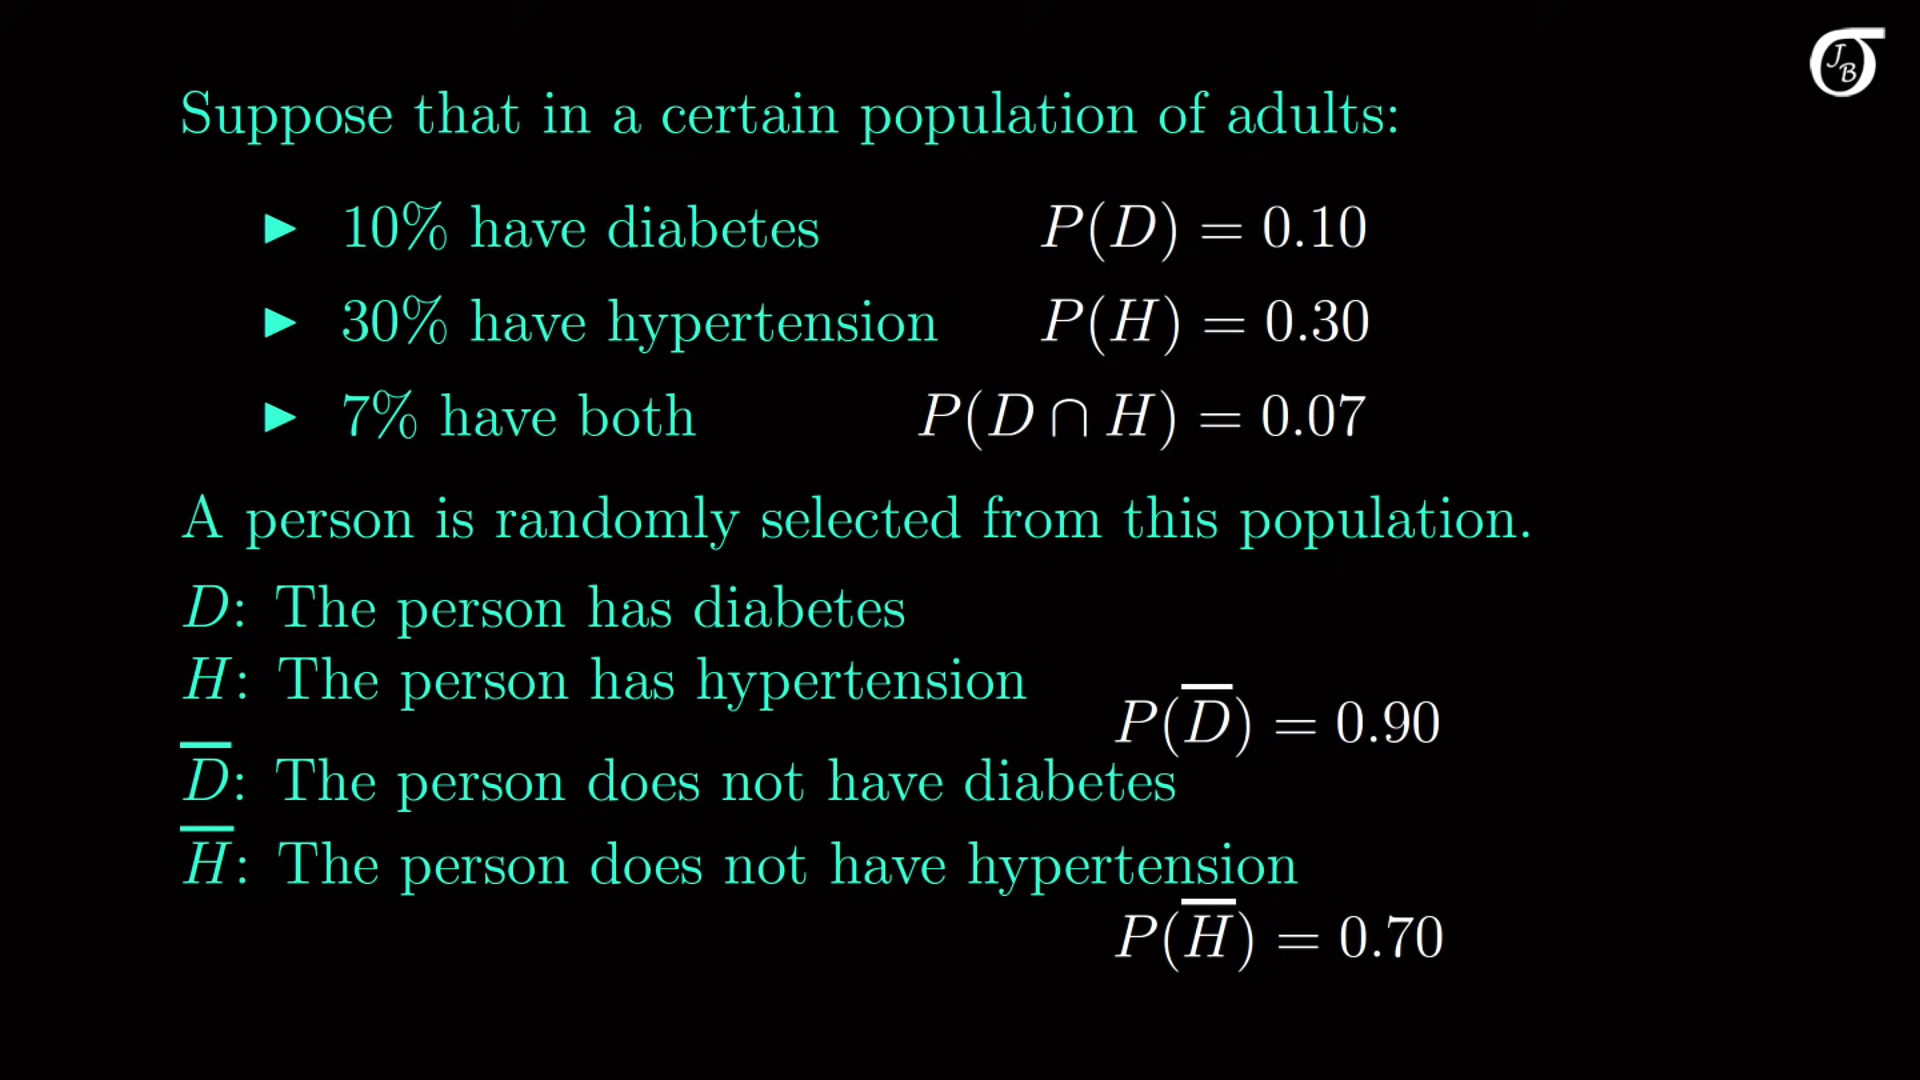 J B
Suppose that in a certain population of adults:
▶ 10% have diabetes P(D) = 0.10
▶ 30% have hypertension P(H) = 0.30
▶ 7% have both P(D ∩ H) = 0.07
A person is randomly selected from this population.
D: The person has diabetes
H: The person has hypertension
P(D̅) = 0.90
D̅: The person does not have diabetes
H̅: The person does not have hypertension
P(H̅) = 0.70